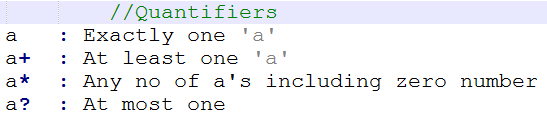 //Quantifiers
a : Exactly one 'a'
a+ : At least one 'a'
a* : Any no of a's including zero number
a? : At most one